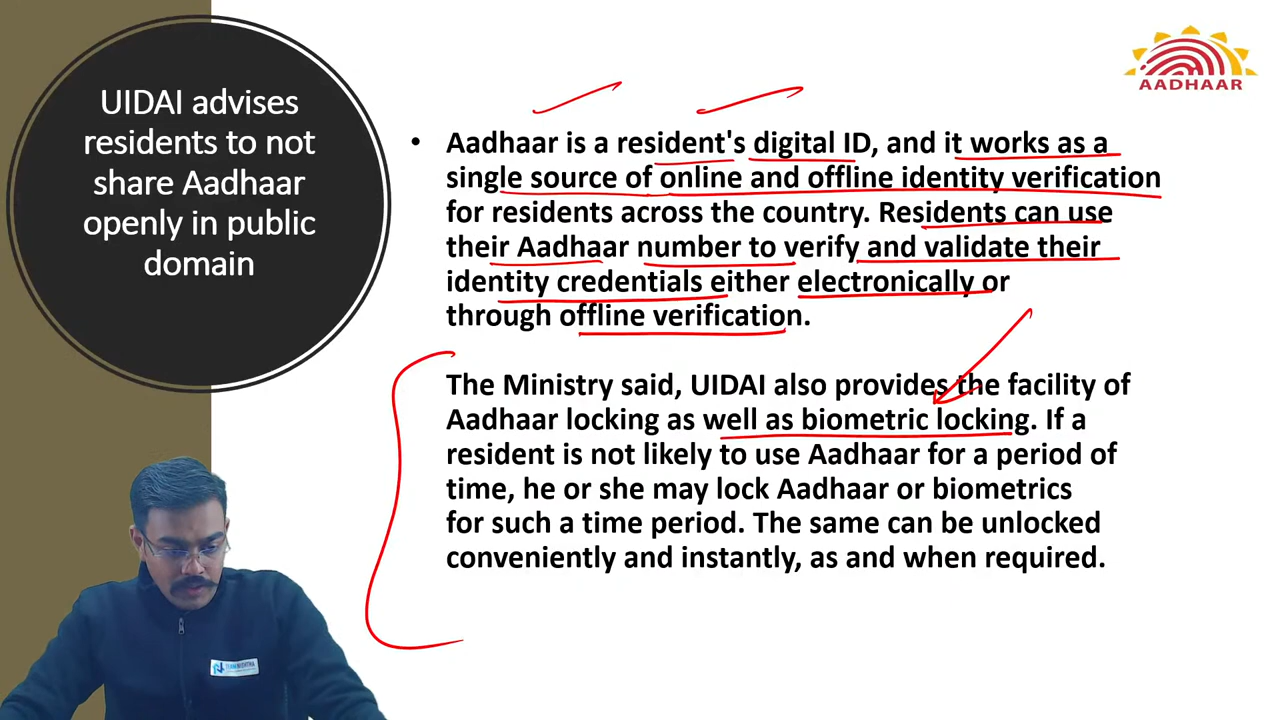 UIDAI advises
residents to not
share Aadhaar
openly in public
domain
AADHAAR
• Aadhaar is a resident's digital ID, and it works as a
single source of online and offline identity verification
for residents across the country. Residents can use
their Aadhaar number to verify and validate their
identity credentials either electronically or
through offline verification.
The Ministry said, UIDAI also provides the facility of
Aadhaar locking as well as biometric locking. If a
resident is not likely to use Aadhaar for a period of
time, he or she may lock Aadhaar or biometrics
for such a time period. The same can be unlocked
conveniently and instantly, as and when required.